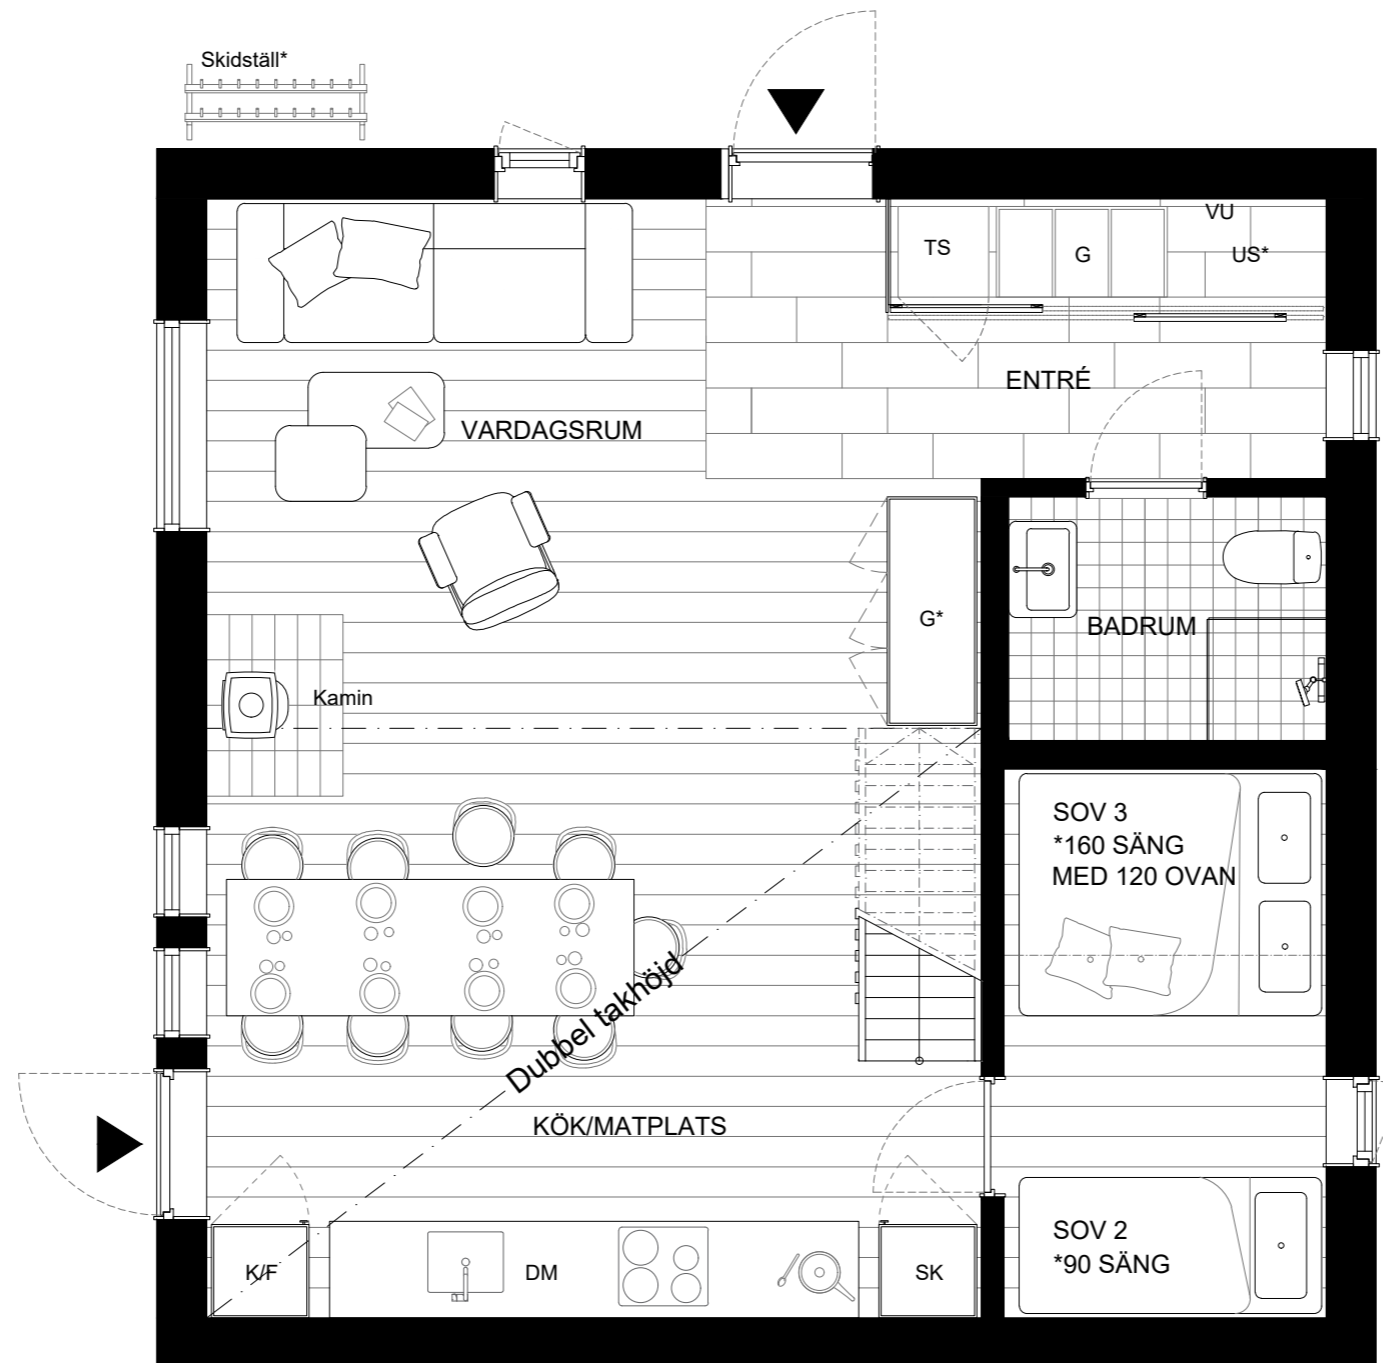 Skidställ*
VU
TS
G
US*
ENTRÉ
VARDAGSRUM
G*
BADRUM
Kamin
SOV 3
*160 SÄNG
MED 120 OVAN
Dubbel takhöjd
KÖK/MATPLATS
SOV 2
*90 SÄNG
K/F
DM
SK